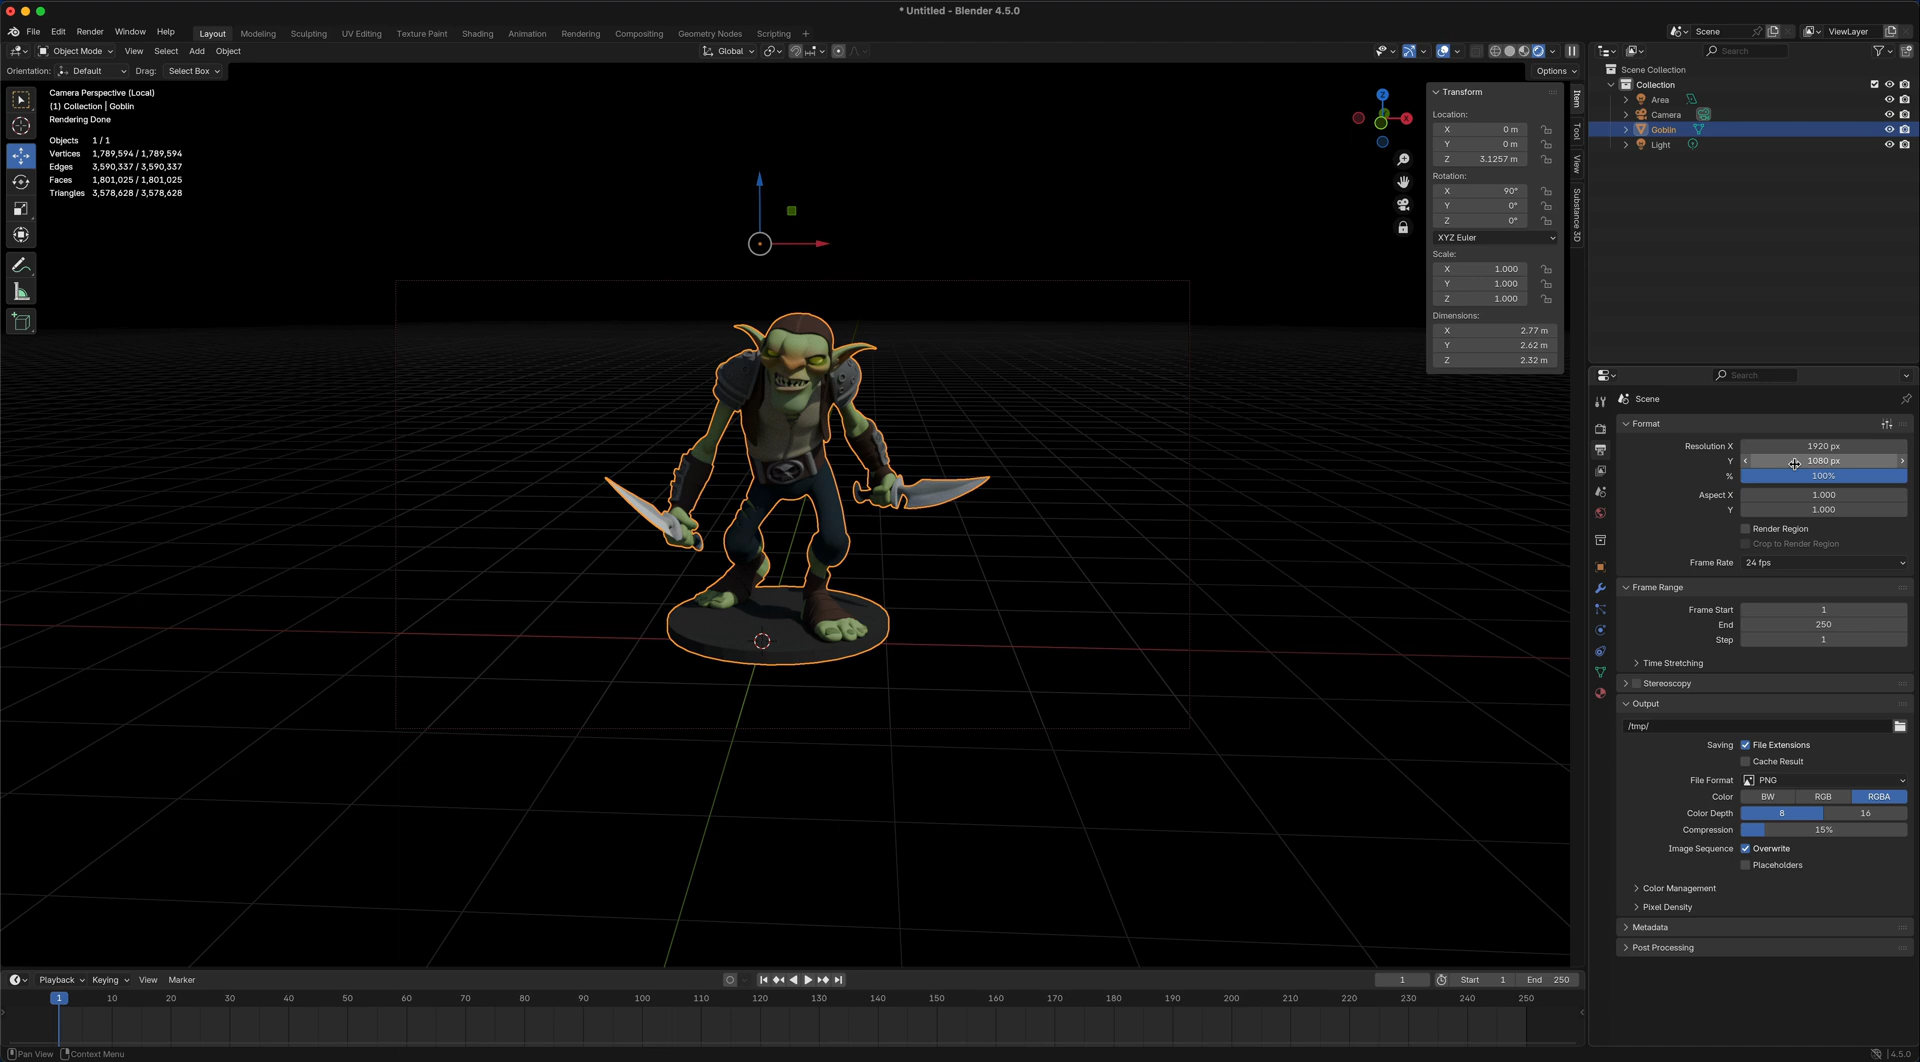 * Untitled - Blender 4.5.0
File Edit Render Window Help Layout Modeling Sculpting UV Editing Texture Paint Shading Animation Rendering Compositing Geometry Nodes Scripting +
Scene ViewLayer
Object Mode View Select Add Object Global
Search
Orientation: Default Drag: Select Box Options
Camera Perspective (Local)
(1) Collection | Goblin
Rendering Done
Objects 1 / 1
Vertices 1,789,594 / 1,789,594
Edges 3,590,337 / 3,590,337
Faces 1,801,025 / 1,801,025
Triangles 3,578,628 / 3,578,628
Z
X
Transform
Location:
X 0 m
Y 0 m
Z 3.1257 m
Rotation:
X 90°
Y 0°
Z 0°
XYZ Euler
Scale:
X 1.000
Y 1.000
Z 1.000
Dimensions:
X 2.77 m
Y 2.62 m
Z 2.32 m
Item
Tool
View
Substance 3D
Scene Collection
Collection
Area
Camera
Goblin
Light
Search
Scene
Format
Resolution X 1920 px
Y 1080 px
% 100%
Aspect X 1.000
Y 1.000
Render Region
Crop to Render Region
Frame Rate 24 fps
Frame Range
Frame Start 1
End 250
Step 1
Time Stretching
Stereoscopy
Output
/tmp/
Saving File Extensions
Cache Result
File Format PNG
Color BW RGB RGBA
Color Depth 8 16
Compression 15%
Image Sequence Overwrite
Placeholders
Color Management
Pixel Density
Metadata
Post Processing
Playback Keying View Marker 1 Start 1 End 250
1 10 20 30 40 50 60 70 80 90 100 110 120 130 140 150 160 170 180 190 200 210 220 230 240 250
Pan View Context Menu 4.5.0